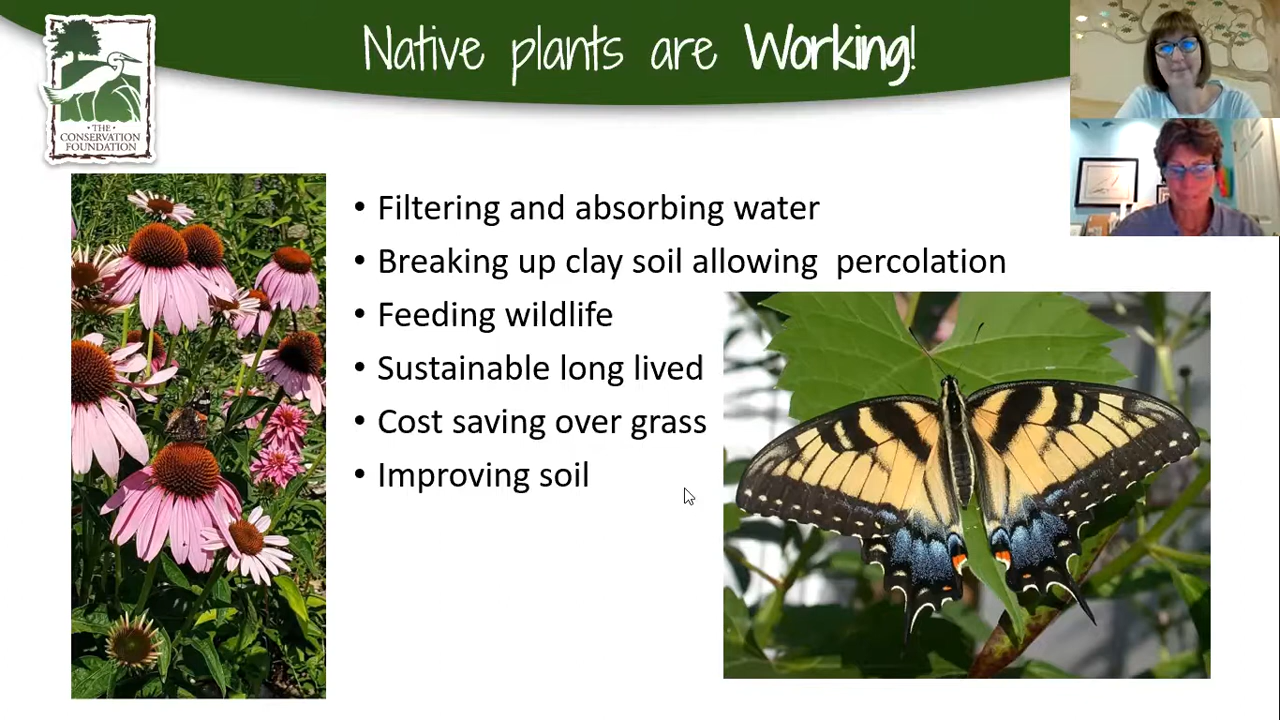 Native plants are Working!
• THE •
CONSERVATION
FOUNDATION
• Filtering and absorbing water
• Breaking up clay soil allowing  percolation
• Feeding wildlife
• Sustainable long lived
• Cost saving over grass
• Improving soil